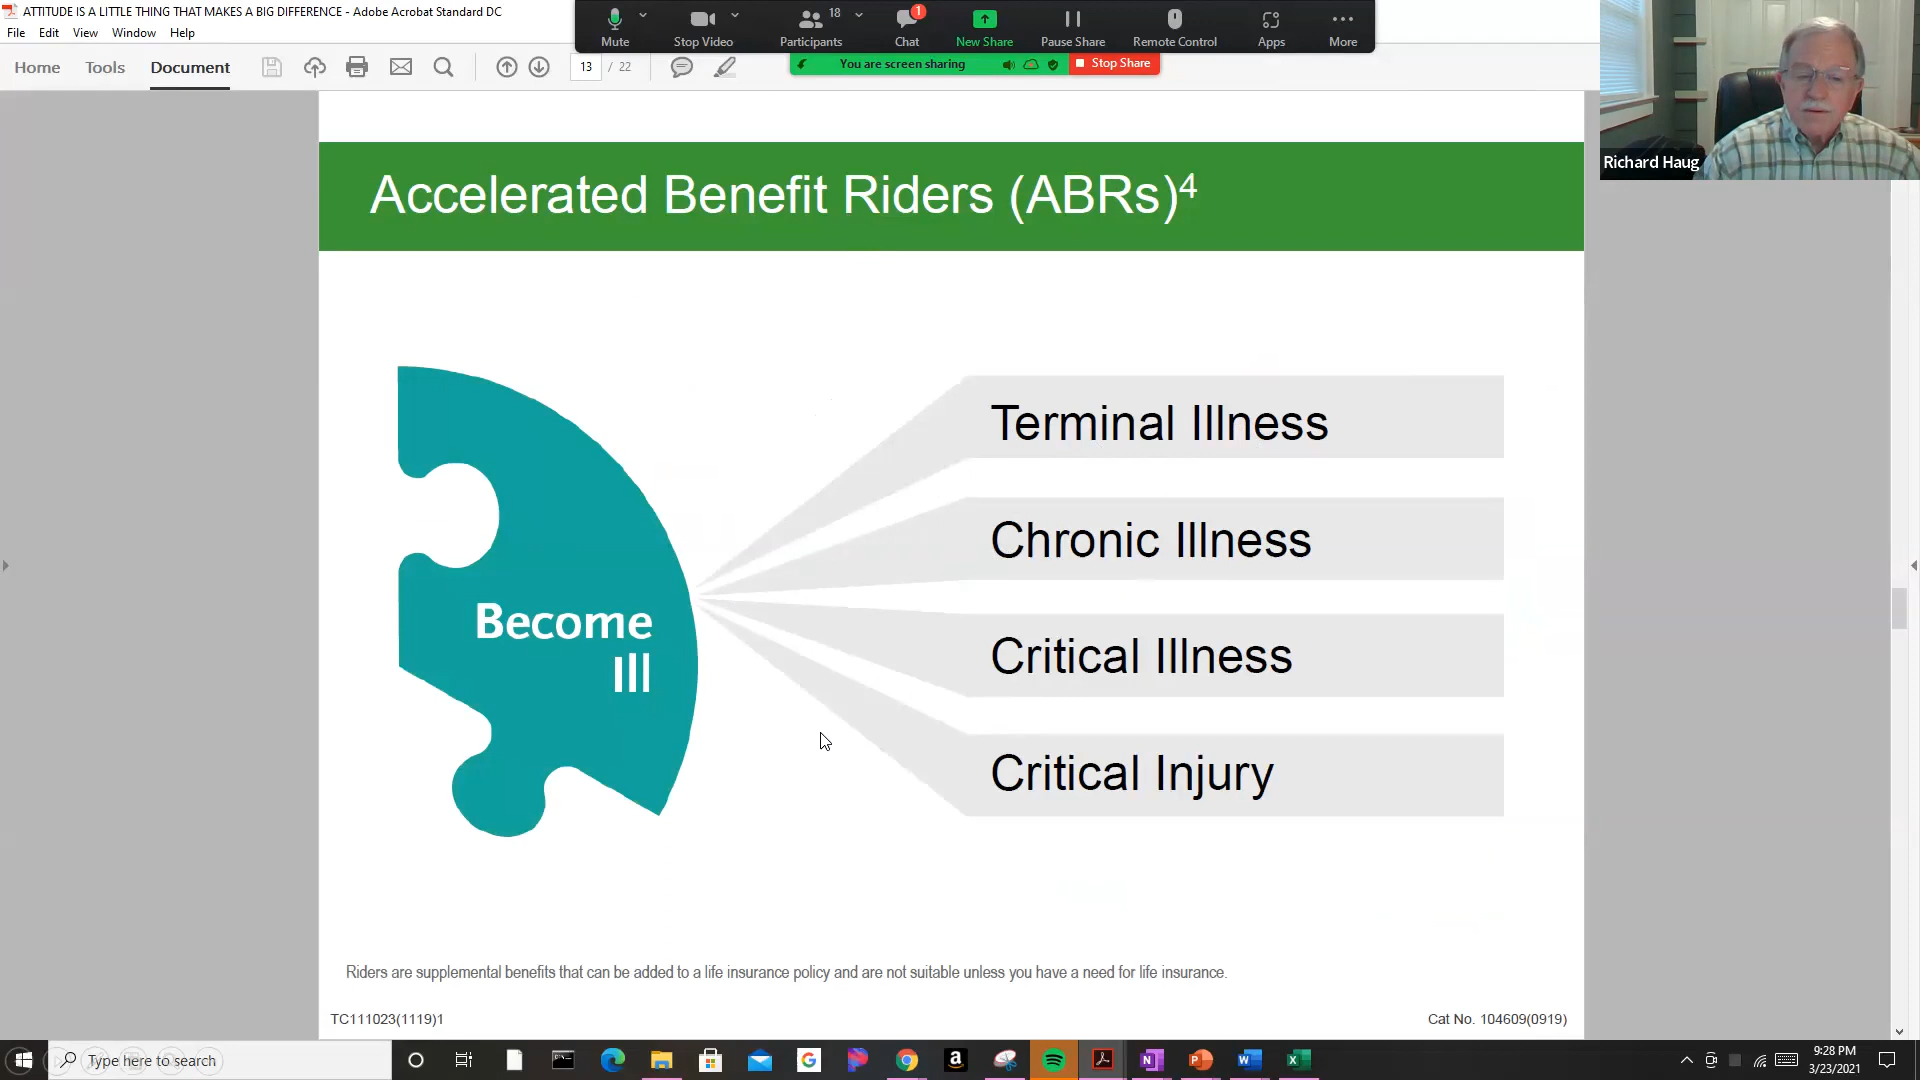 ATTITUDE IS A LITTLE THING THAT MAKES A BIG DIFFERENCE - Adobe Acrobat Standard DC
File Edit View Window Help
Mute Stop Video Participants 18 Chat 1 New Share Pause Share Remote Control Apps More
You are screen sharing Stop Share
Home Tools Document 13 / 22
Richard Haug
Accelerated Benefit Riders (ABRs)4
Become
Ill
Terminal Illness
Chronic Illness
Critical Illness
Critical Injury
Riders are supplemental benefits that can be added to a life insurance policy and are not suitable unless you have a need for life insurance.
TC111023(1119)1
Cat No. 104609(0919)
Type here to search
9:28 PM
3/23/2021